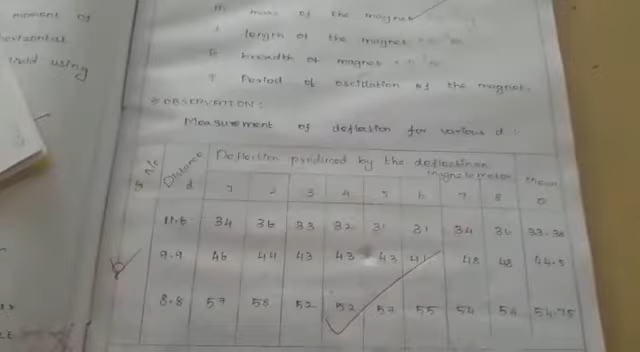 moment of
horizontal
field using
m mass of the magnet
l length of the magnet
b breadth of magnet
T Period of oscillation of the magnet.
OBSERVATION:
Measurement of deflection for various d:
S. No Distance d Deflection produced by the deflection magnetometer Mean θ
1 2 3 4 5 6 7 8
11.6 34 36 33 32 31 31 34 36 33.38
9.9 46 44 43 43 43 41 48 48 44.5
8.8 57 58 52 52 57 55 54 54 54.75